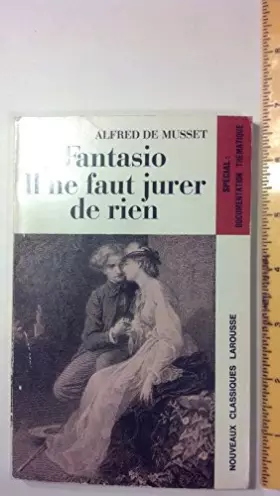 ALFRED DE MUSSET
Fantasio
Il ne faut jurer
de rien
SPÉCIAL :
DOCUMENTATION THÉMATIQUE
NOUVEAUX CLASSIQUES LAROUSSE